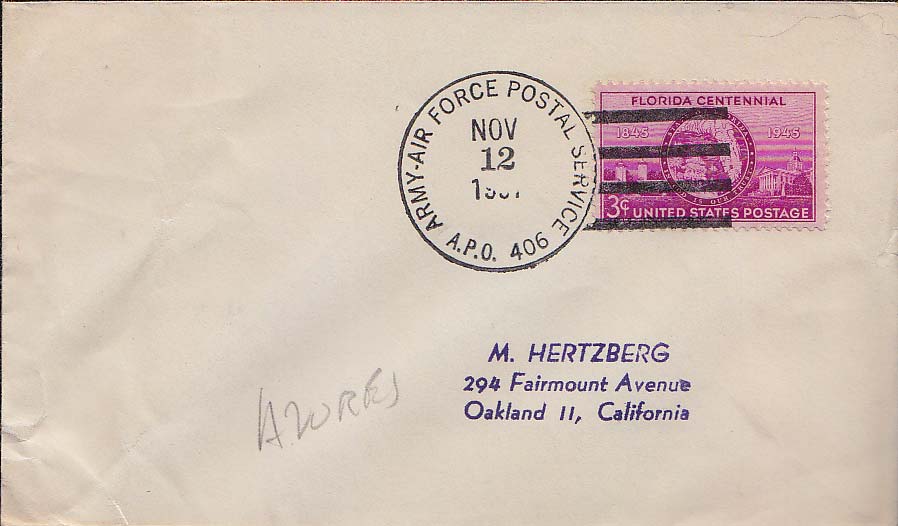 ARMY-AIR FORCE POSTAL SERVICE
NOV
12
A.P.O. 406
FLORIDA CENTENNIAL
1845 1945
3¢ UNITED STATES POSTAGE
M. HERTZBERG
294 Fairmount Avenue
Oakland 11, California
AZORES